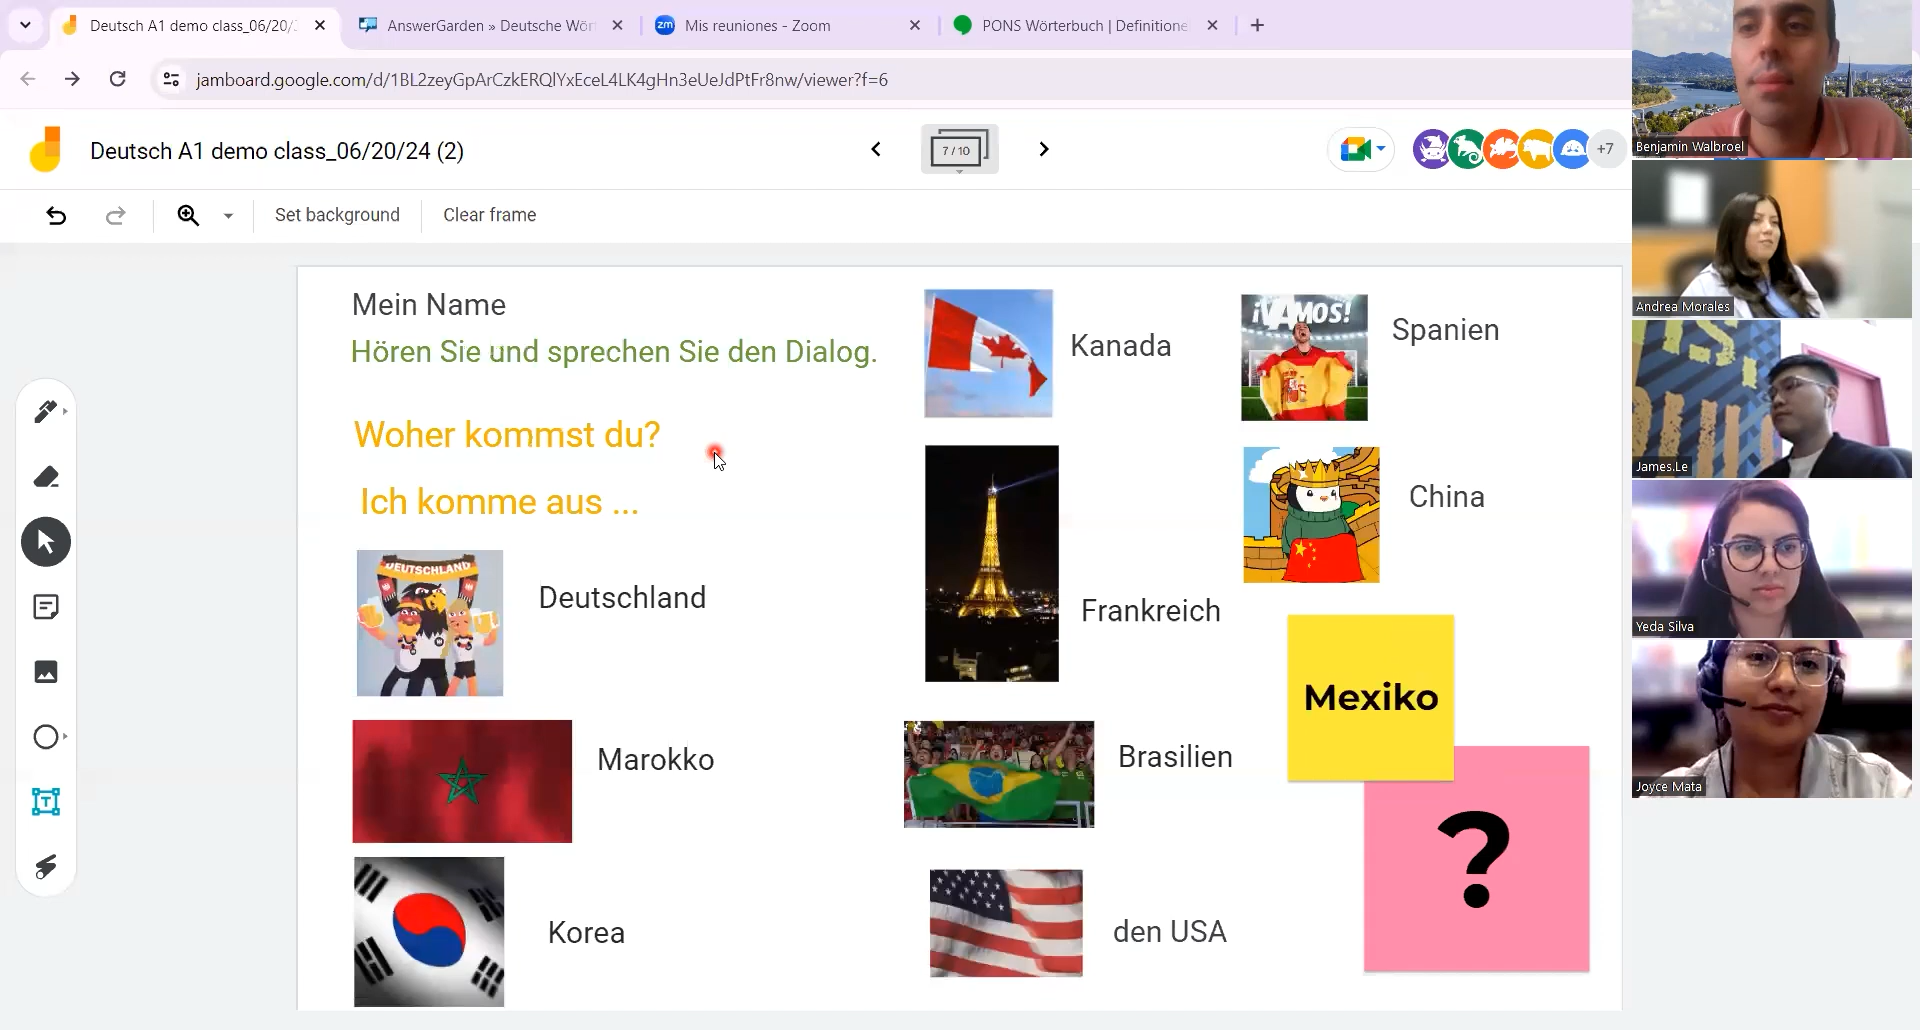 Deutsch A1 demo class_06/20/2
AnswerGarden » Deutsche Wör
zm
Mis reuniones - Zoom
PONS Wörterbuch | Definitione
jamboard.google.com/d/1BL2zeyGpArCzkERQlYxEceL4LK4gHn3eUeJdPtFr8nw/viewer?f=6
Deutsch A1 demo class_06/20/24 (2)
7 / 10
+7
Set background
Clear frame
Mein Name
Hören Sie und sprechen Sie den Dialog.
Woher kommst du?
Ich komme aus ...
DEUTSCHLAND
Deutschland
Marokko
Korea
Kanada
Frankreich
Brasilien
den USA
¡VAMOS!
Spanien
China
Mexiko
?
Benjamin Walbroel
Andrea Morales
James.Le
Yeda Silva
Joyce Mata